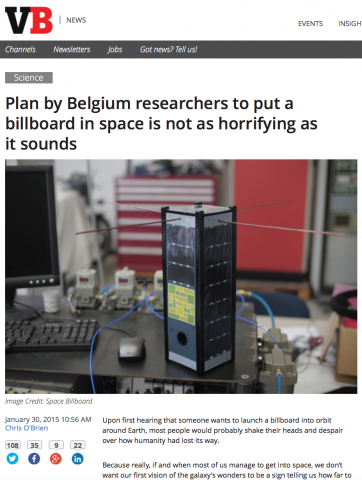 VB NEWS
EVENTS INSIGH
Channels Newsletters Jobs Got news? Tell us!
Science
Plan by Belgium researchers to put a
billboard in space is not as horrifying as
it sounds
Image Credit: Space Billboard
January 30, 2015 10:56 AM
Chris O'Brien
108 35 9 22
Upon first hearing that someone wants to launch a billboard into orbit
around Earth, most people would probably shake their heads and despair
over how humanity had lost its way.
Because really, if and when most of us manage to get into space, we don't
want our first vision of the galaxy's wonders to be a sign telling us how far to